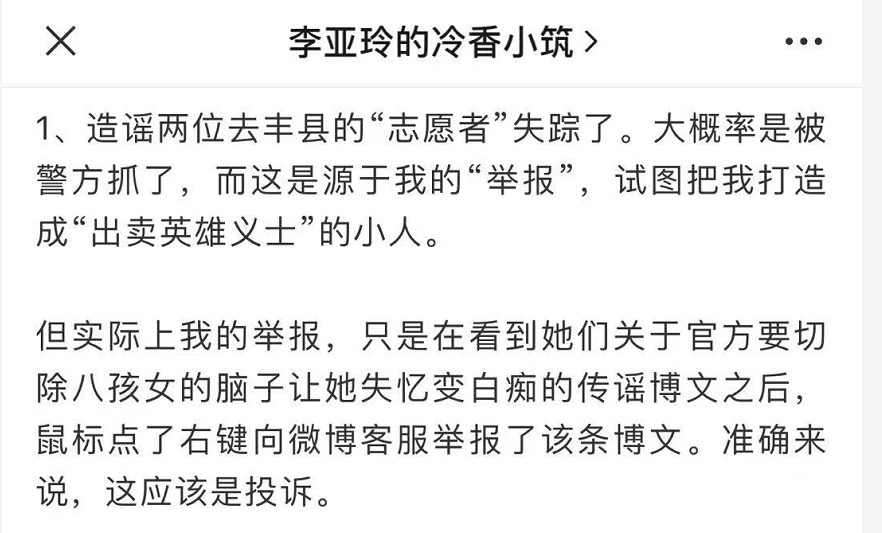 李亚玲的冷香小筑
1、造谣两位去丰县的“志愿者”失踪了。大概率是被
警方抓了，而这是源于我的“举报”，试图把我打造
成“出卖英雄义士”的小人。
但实际上我的举报，只是在看到她们关于官方要切
除八孩女的脑子让她失忆变白痴的传谣博文之后，
鼠标点了右键向微博客服举报了该条博文。准确来
说，这应该是投诉。